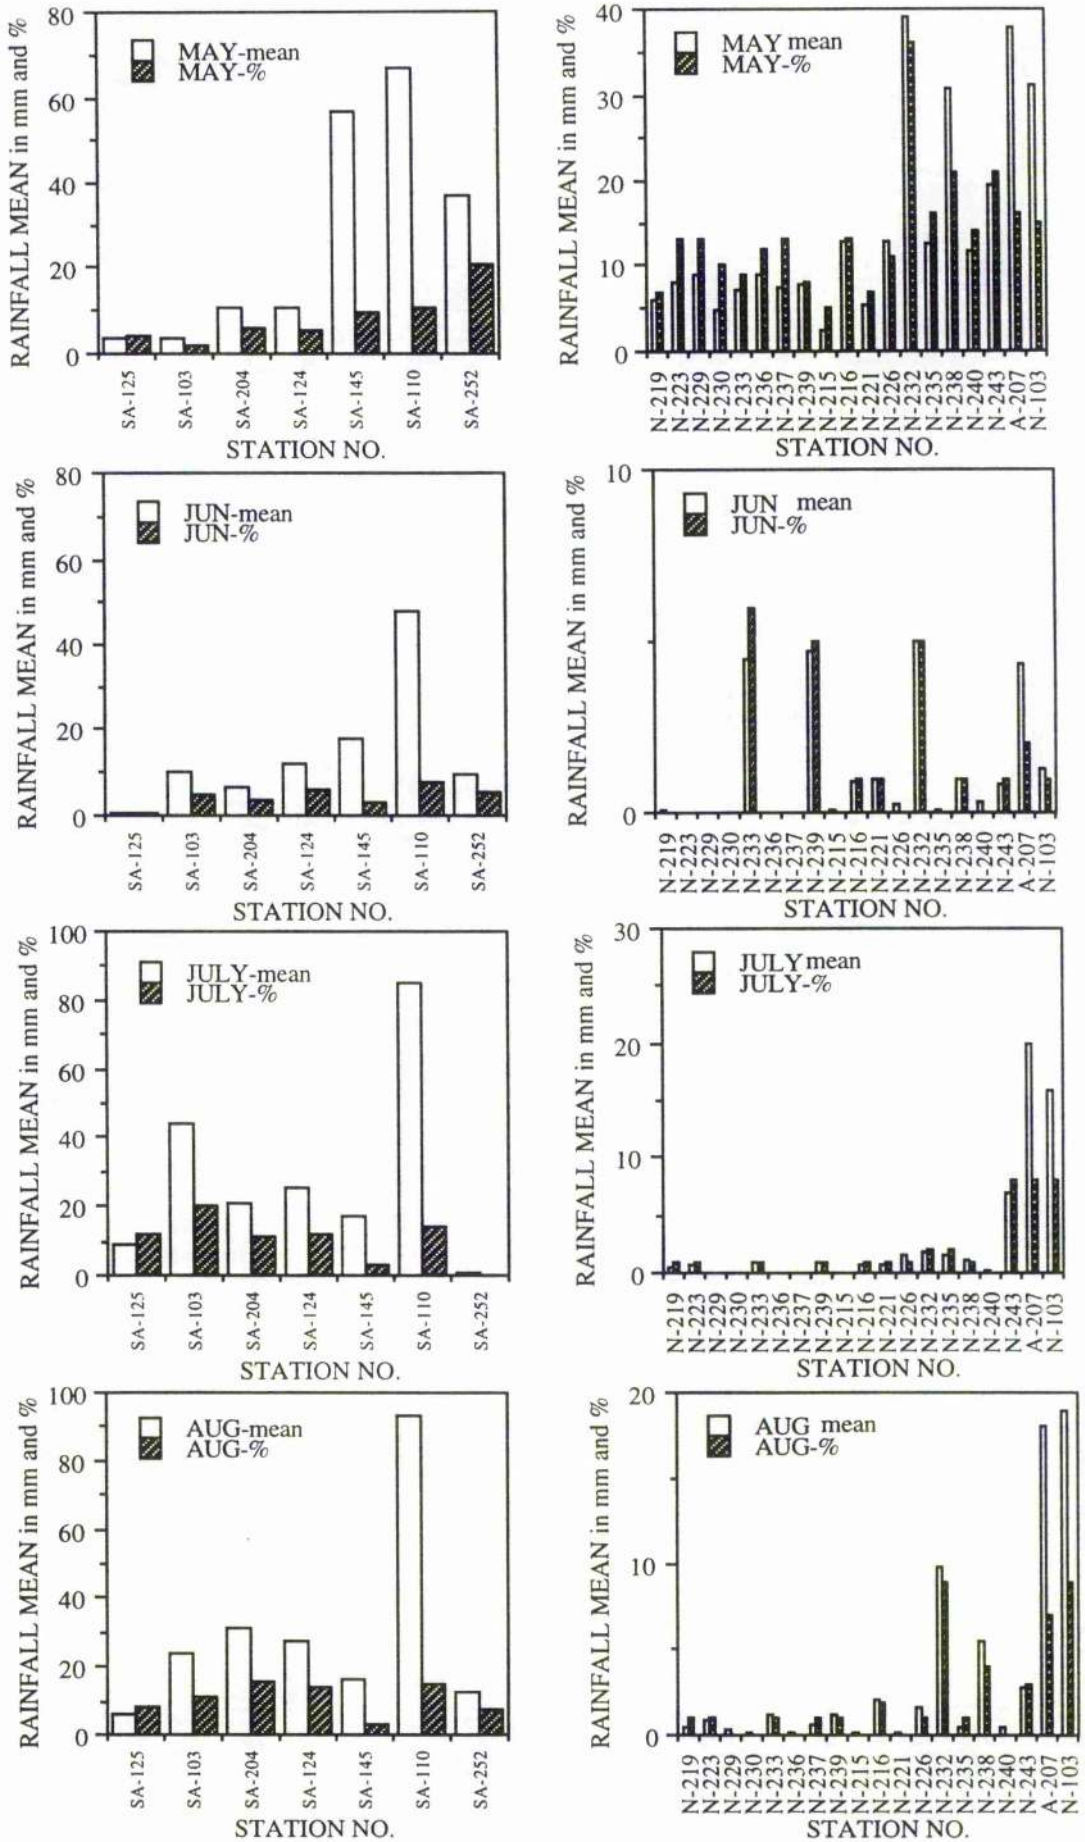 RAINFALL MEAN in mm and %
80
60
40
20
0
MAY-mean
MAY-%
SA-125
SA-103
SA-204
SA-124
SA-145
SA-110
SA-252
STATION NO.
RAINFALL MEAN in mm and %
40
30
20
10
0
MAY mean
MAY-%
N-219
N-223
N-229
N-230
N-233
N-236
N-237
N-239
N-215
N-216
N-221
N-226
N-232
N-235
N-238
N-240
N-243
A-207
N-103
STATION NO.
RAINFALL MEAN in mm and %
80
60
40
20
0
JUN-mean
JUN-%
SA-125
SA-103
SA-204
SA-124
SA-145
SA-110
SA-252
STATION NO.
RAINFALL MEAN in mm and %
10
0
JUN mean
JUN-%
N-219
N-223
N-229
N-230
N-233
N-236
N-237
N-239
N-215
N-216
N-221
N-226
N-232
N-235
N-238
N-240
N-243
A-207
N-103
STATION NO.
RAINFALL MEAN in mm and %
100
80
60
40
20
0
JULY-mean
JULY-%
SA-125
SA-103
SA-204
SA-124
SA-145
SA-110
SA-252
STATION NO.
RAINFALL MEAN in mm and %
30
20
10
0
JULY mean
JULY-%
N-219
N-223
N-229
N-230
N-233
N-236
N-237
N-239
N-215
N-216
N-221
N-226
N-232
N-235
N-238
N-240
N-243
A-207
N-103
STATION NO.
RAINFALL MEAN in mm and %
100
80
60
40
20
0
AUG-mean
AUG-%
SA-125
SA-103
SA-204
SA-124
SA-145
SA-110
SA-252
STATION NO.
RAINFALL MEAN in mm and %
20
10
0
AUG mean
AUG-%
N-219
N-223
N-229
N-230
N-233
N-236
N-237
N-239
N-215
N-216
N-221
N-226
N-232
N-235
N-238
N-240
N-243
A-207
N-103
STATION NO.